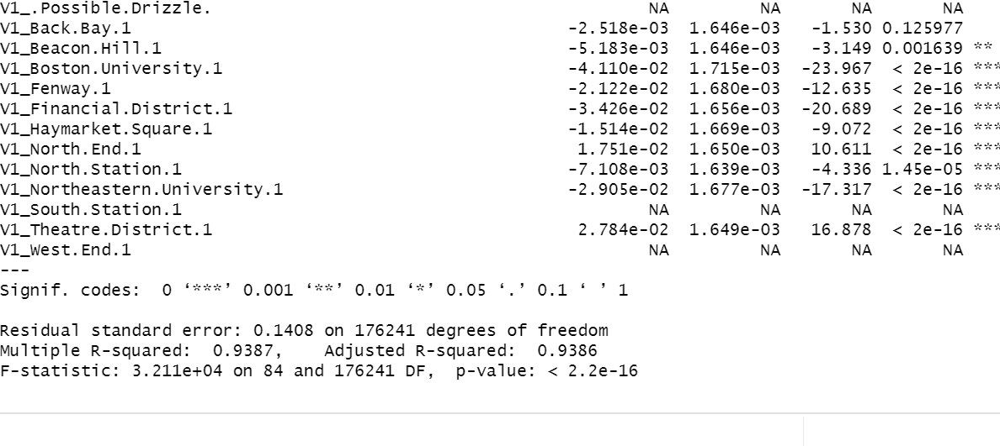 V1_.Possible.Drizzle. NA NA NA NA
V1_Back.Bay.1 -2.518e-03 1.646e-03 -1.530 0.125977
V1_Beacon.Hill.1 -5.183e-03 1.646e-03 -3.149 0.001639 **
V1_Boston.University.1 -4.110e-02 1.715e-03 -23.967 < 2e-16 ***
V1_Fenway.1 -2.122e-02 1.680e-03 -12.635 < 2e-16 ***
V1_Financial.District.1 -3.426e-02 1.656e-03 -20.689 < 2e-16 ***
V1_Haymarket.Square.1 -1.514e-02 1.669e-03 -9.072 < 2e-16 ***
V1_North.End.1 1.751e-02 1.650e-03 10.611 < 2e-16 ***
V1_North.Station.1 -7.108e-03 1.639e-03 -4.336 1.45e-05 ***
V1_Northeastern.University.1 -2.905e-02 1.677e-03 -17.317 < 2e-16 ***
V1_South.Station.1 NA NA NA NA
V1_Theatre.District.1 2.784e-02 1.649e-03 16.878 < 2e-16 ***
V1_West.End.1 NA NA NA NA
---
Signif. codes: 0 ‘***’ 0.001 ‘**’ 0.01 ‘*’ 0.05 ‘.’ 0.1 ‘ ’ 1
Residual standard error: 0.1408 on 176241 degrees of freedom
Multiple R-squared: 0.9387, Adjusted R-squared: 0.9386
F-statistic: 3.211e+04 on 84 and 176241 DF, p-value: < 2.2e-16